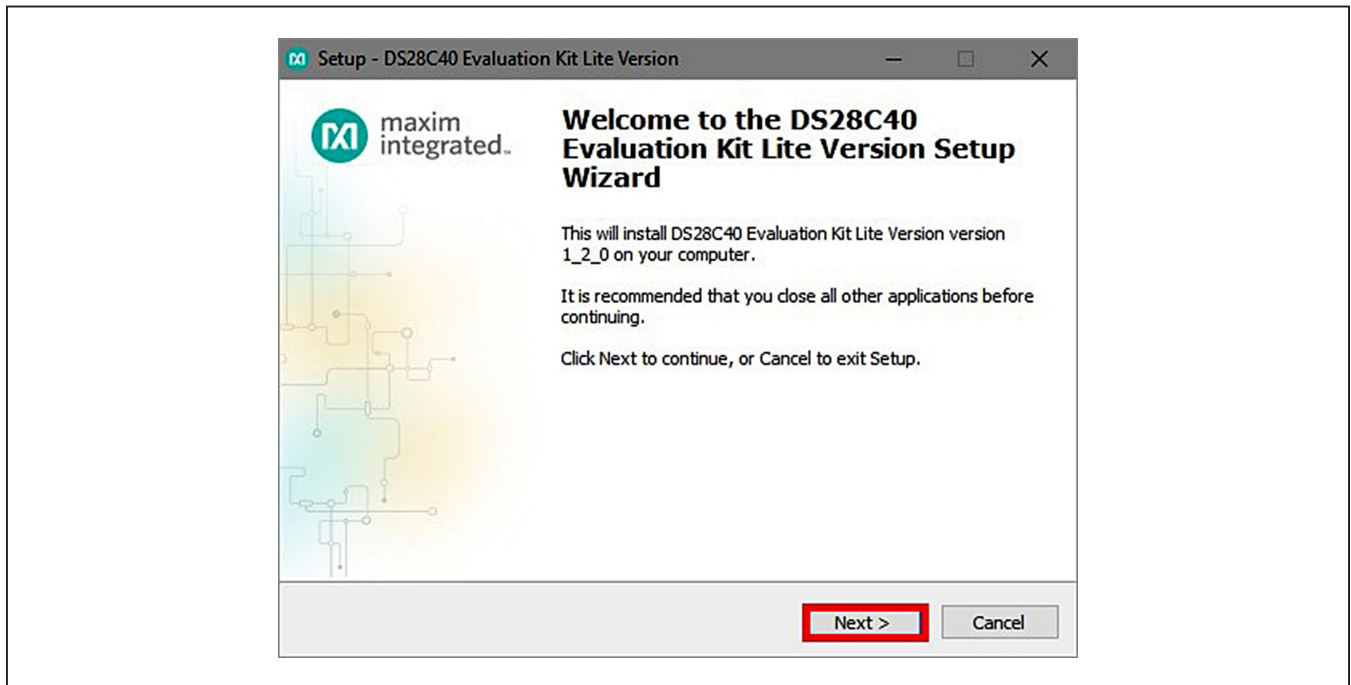 Setup - DS28C40 Evaluation Kit Lite Version
maxim
integrated™
Welcome to the DS28C40
Evaluation Kit Lite Version Setup
Wizard
This will install DS28C40 Evaluation Kit Lite Version version
1_2_0 on your computer.
It is recommended that you close all other applications before
continuing.
Click Next to continue, or Cancel to exit Setup.
Next >
Cancel